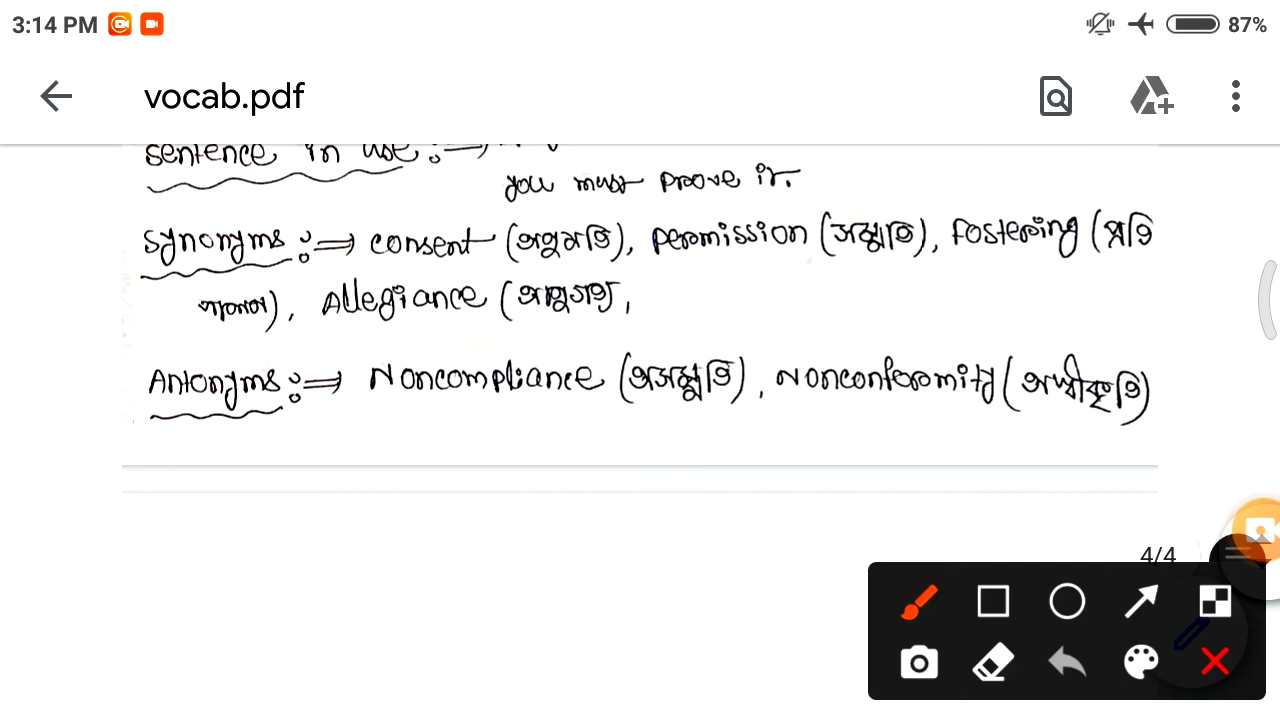 3:14 PM 87%
vocab.pdf
sentence in use :⇒
you must prove it.
Synonyms :⇒ consent (অনুমতি), Permission (সম্মতি), Fostering (প্রতি
পালন), Allegiance (আনুগত্য,
Antonyms :⇒ Noncompliance (অসম্মতি), Nonconformity (অস্বীকৃতি)
4/4